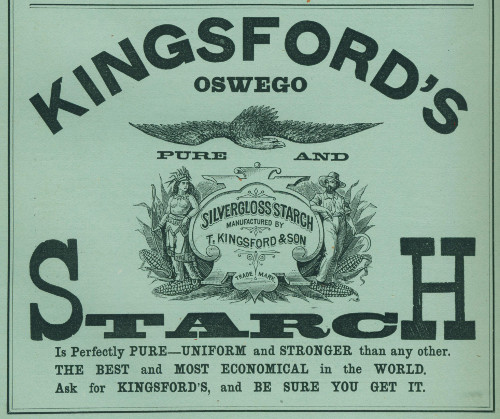 KINGSFORD'S
OSWEGO
PURE AND
SILVERGLOSS STARCH
MANUFACTURED BY
T. KINGSFORD & SON
TRADE MARK
STARCH
Is Perfectly PURE—UNIFORM and STRONGER than any other.
THE BEST and MOST ECONOMICAL in the WORLD.
Ask for KINGSFORD'S, and BE SURE YOU GET IT.